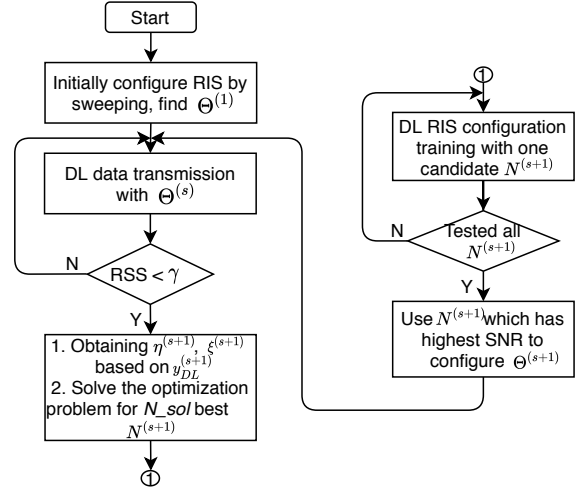 Start
Initially configure RIS by
sweeping, find Θ^(1)
DL data transmission
with Θ^(s)
N
RSS < γ
Y
1. Obtaining η^(s+1), ξ^(s+1)
based on y_DL^(s+1)
2. Solve the optimization
problem for N_sol best
N^(s+1)
1
1
DL RIS configuration
training with one
candidate N^(s+1)
N
Tested all
N^(s+1)
Y
Use N^(s+1) which has
highest SNR to
configure Θ^(s+1)